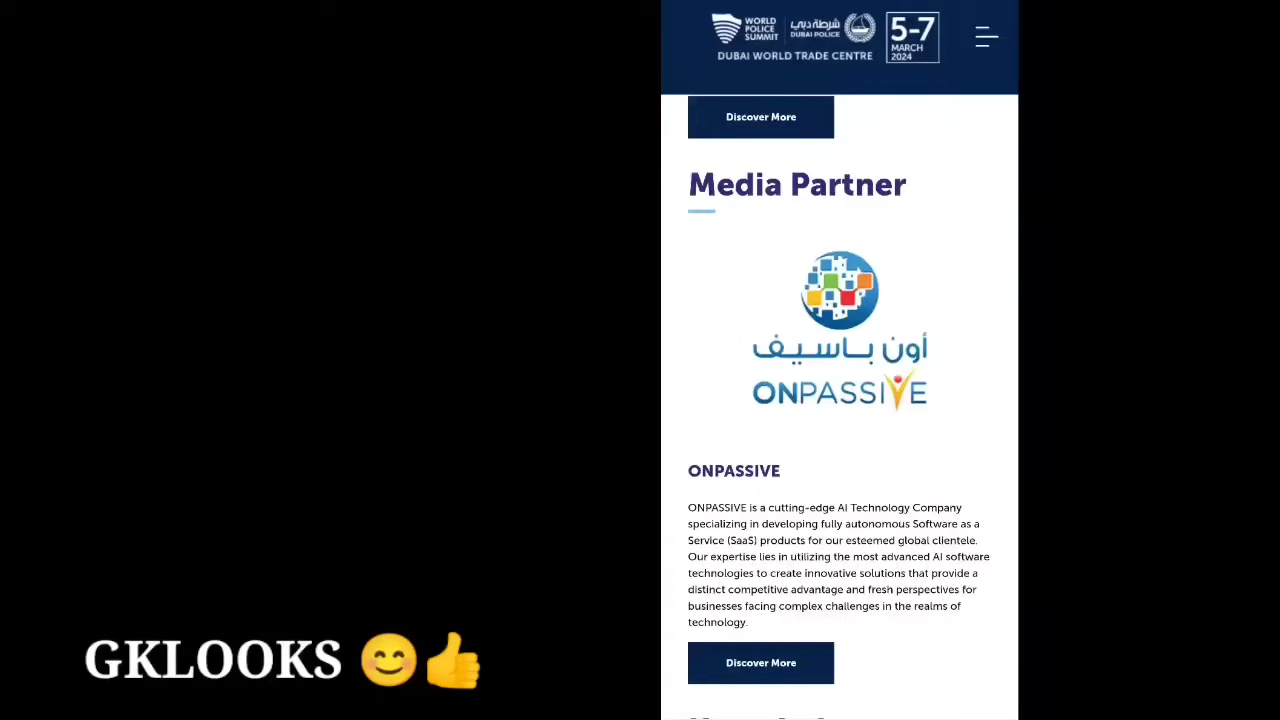 WORLD
POLICE
SUMMIT
شرطة دبي
DUBAI POLICE
5-7
MARCH
2024
DUBAI WORLD TRADE CENTRE
Discover More
Media Partner
أون باسيف
ONPASSIVE
ONPASSIVE
ONPASSIVE is a cutting-edge AI Technology Company
specializing in developing fully autonomous Software as a
Service (SaaS) products for our esteemed global clientele.
Our expertise lies in utilizing the most advanced AI software
technologies to create innovative solutions that provide a
distinct competitive advantage and fresh perspectives for
businesses facing complex challenges in the realms of
technology.
Discover More
GKLOOKS 😊👍